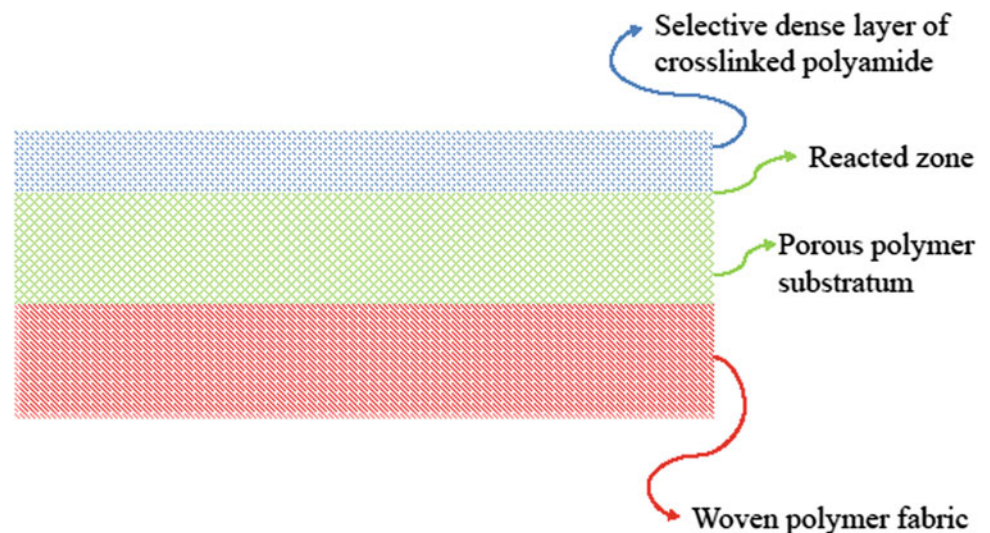 Selective dense layer of
crosslinked polyamide
Reacted zone
Porous polymer
substratum
Woven polymer fabric